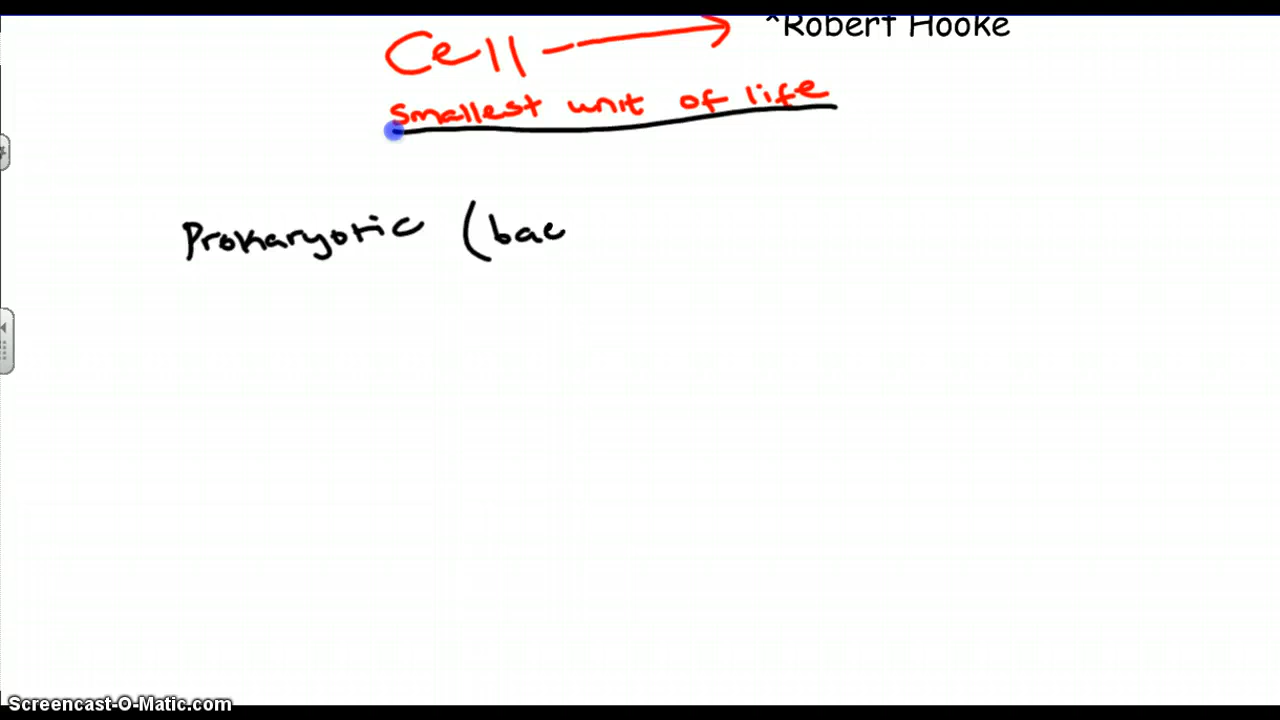 *Robert Hooke
Cell
smallest unit of life
Prokaryotic (bac
Screencast-O-Matic.com